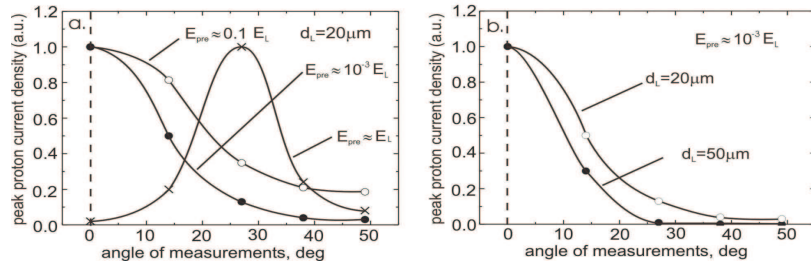 peak proton current density (a.u.)
1.2
1.0
0.8
0.6
0.4
0.2
0.0
a.
E_pre ≈ 0.1 E_L
d_L=20μm
E_pre ≈ 10⁻³ E_L
E_pre ≈ E_L
0 10 20 30 40 50
angle of measurements, deg
peak proton current density (a.u.)
1.2
1.0
0.8
0.6
0.4
0.2
0.0
b.
E_pre ≈ 10⁻³ E_L
d_L=20μm
d_L=50μm
0 10 20 30 40 50
angle of measurements, deg